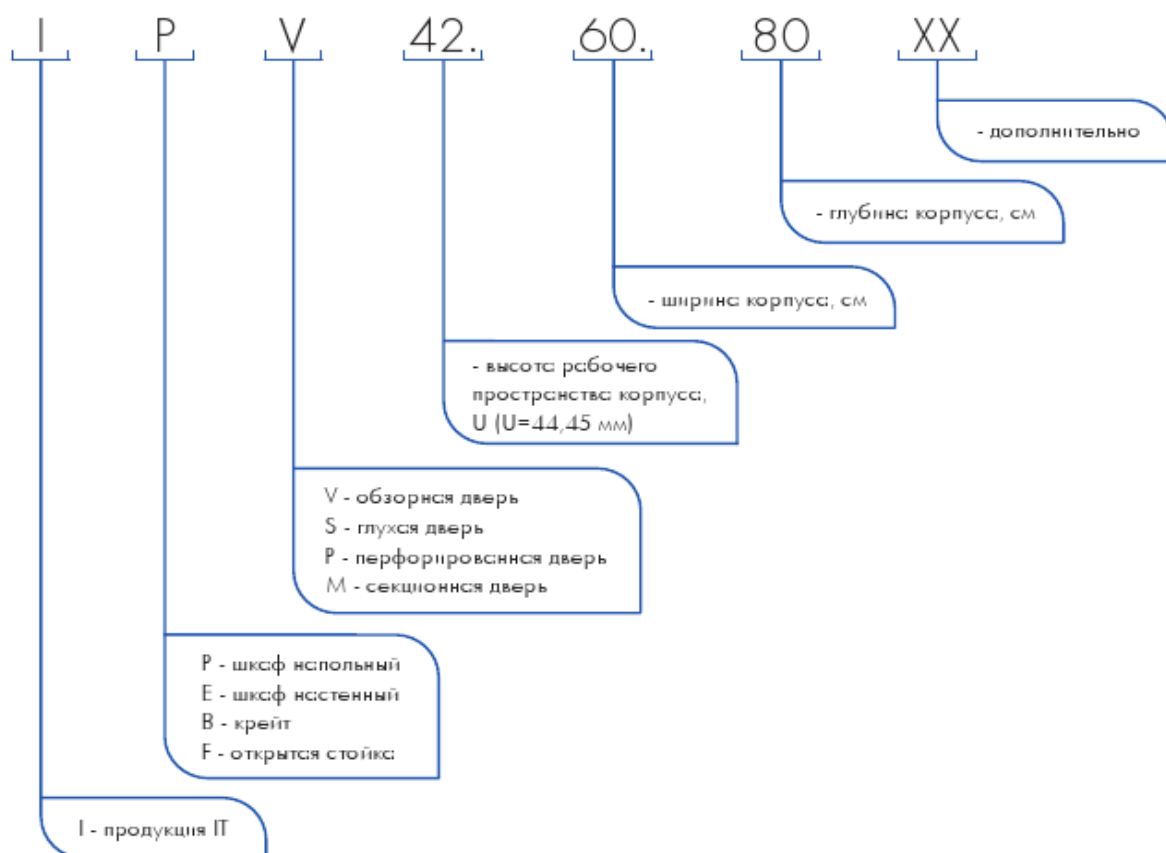 I P V 42. 60. 80 XX
- дополнительно
- глубина корпуса, см
- ширина корпуса, см
- высота рабочего
пространства корпуса,
U (U=44,45 мм)
V - обзорная дверь
S - глухая дверь
P - перфорированная дверь
M - секционная дверь
P - шкаф напольный
E - шкаф настенный
B - крейт
F - открытая стойка
I - продукция IT